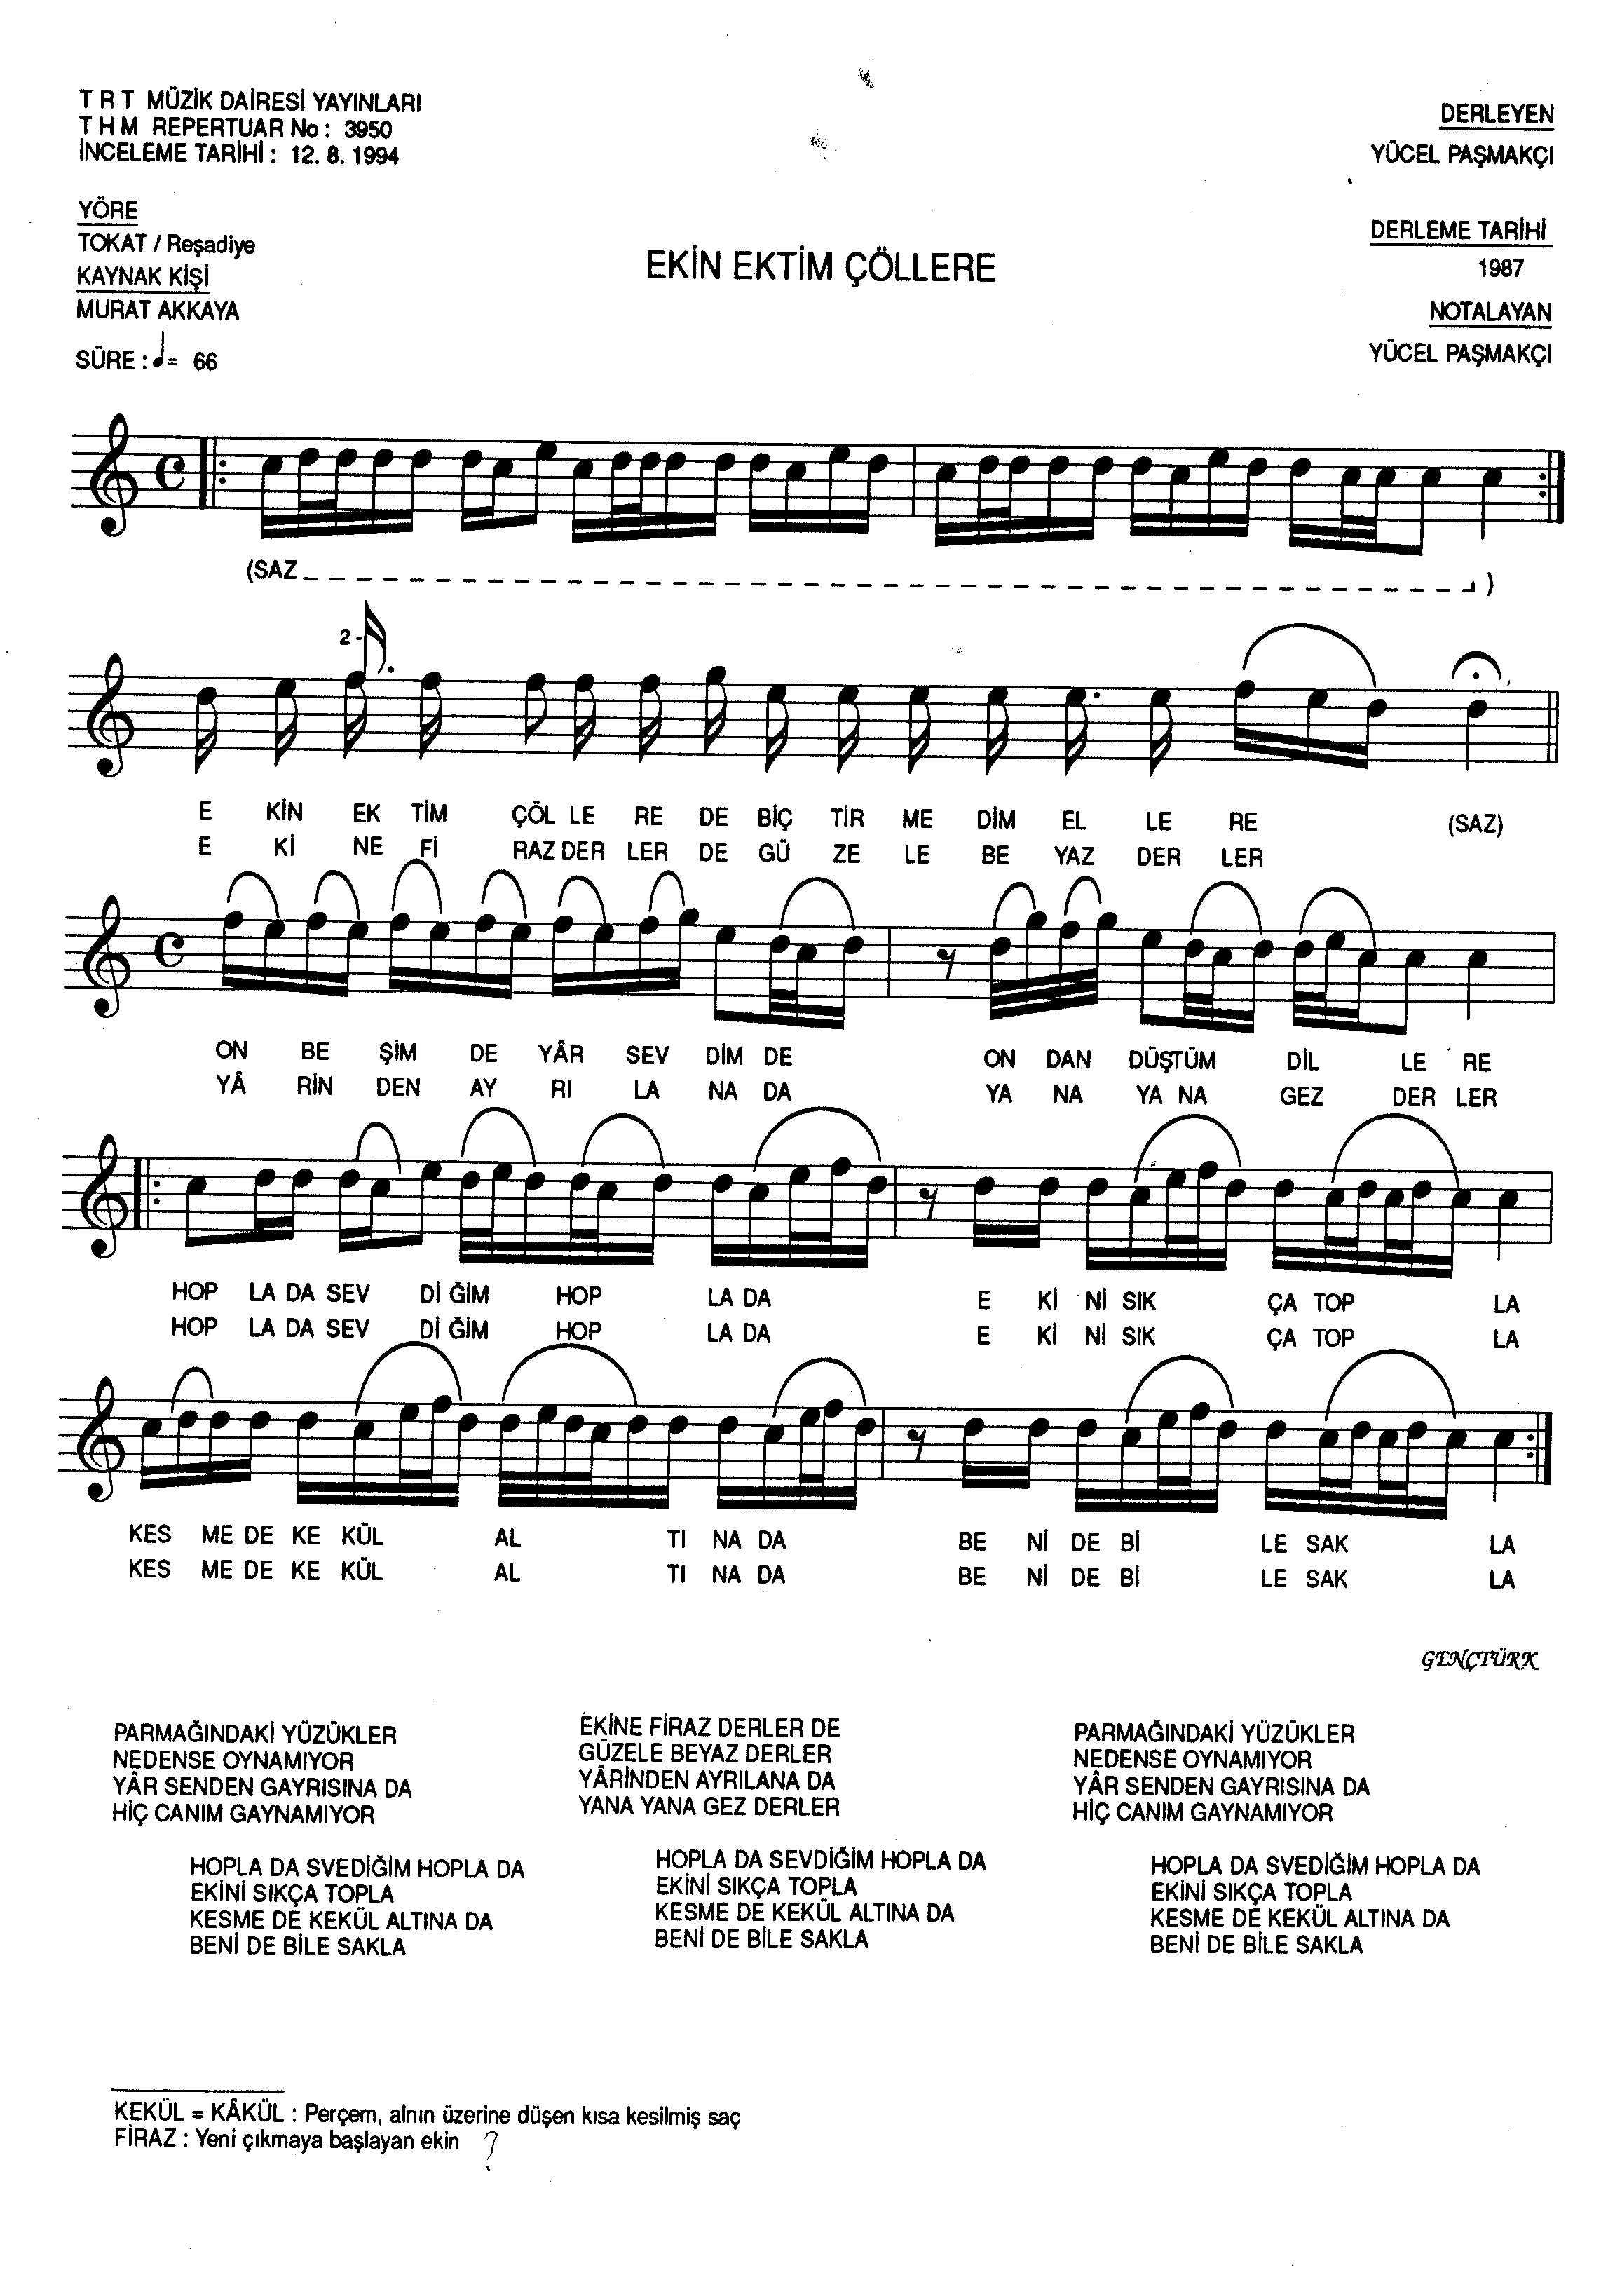 T R T MÜZİK DAİRESİ YAYINLARI
T H M REPERTUAR No : 3950
İNCELEME TARİHİ : 12. 8. 1994
DERLEYEN
YÜCEL PAŞMAKÇI
YÖRE
TOKAT / Reşadiye
KAYNAK KİŞİ
MURAT AKKAYA
SÜRE : = 66
EKİN EKTİM ÇÖLLERE
DERLEME TARİHİ
1987
NOTALAYAN
YÜCEL PAŞMAKÇI
(SAZ )
2 -
E KİN EK TİM ÇÖL LE RE DE BİÇ TİR ME DİM EL LE RE (SAZ)
E Kİ NE Fİ RAZ DER LER DE GÜ ZE LE BE YAZ DER LER
ON BE ŞİM DE YÂR SEV DİM DE ON DAN DÜŞTÜM DİL LE RE
YÂ RİN DEN AY RI LA NA DA YA NA YA NA GEZ DER LER
HOP LA DA SEV Dİ ĞİM HOP LA DA E Kİ Nİ SIK ÇA TOP LA
HOP LA DA SEV Dİ ĞİM HOP LA DA E Kİ Nİ SIK ÇA TOP LA
KES ME DE KE KÜL AL TI NA DA BE Nİ DE Bİ LE SAK LA
KES ME DE KE KÜL AL TI NA DA BE Nİ DE Bİ LE SAK LA
GENÇTÜRK
PARMAĞINDAKİ YÜZÜKLER
NEDENSE OYNAMIYOR
YÂR SENDEN GAYRISINA DA
HİÇ CANIM GAYNAMIYOR
HOPLA DA SVEDİĞİM HOPLA DA
EKİNİ SIKÇA TOPLA
KESME DE KEKÜL ALTINA DA
BENİ DE BİLE SAKLA
EKİNE FİRAZ DERLER DE
GÜZELE BEYAZ DERLER
YÂRİNDEN AYRILANA DA
YANA YANA GEZ DERLER
HOPLA DA SEVDİĞİM HOPLA DA
EKİNİ SIKÇA TOPLA
KESME DE KEKÜL ALTINA DA
BENİ DE BİLE SAKLA
PARMAĞINDAKİ YÜZÜKLER
NEDENSE OYNAMIYOR
YÂR SENDEN GAYRISINA DA
HİÇ CANIM GAYNAMIYOR
HOPLA DA SVEDİĞİM HOPLA DA
EKİNİ SIKÇA TOPLA
KESME DE KEKÜL ALTINA DA
BENİ DE BİLE SAKLA
KEKÜL = KÂKÜL : Perçem, alnın üzerine düşen kısa kesilmiş saç
FİRAZ : Yeni çıkmaya başlayan ekin ?